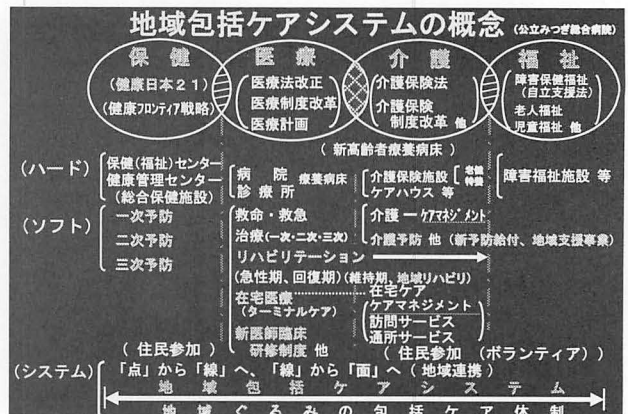 地域包括ケアシステムの概念 (公立みつぎ総合病院)
保健 医療 介護 福祉
(健康日本21)
(健康フロンティア戦略)
医療法改正
医療制度改革
医療計画
介護保険法
介護保険
制度改革 他
障害保健福祉
(自立支援法)
老人福祉
児童福祉 他
(新高齢者療養病床)
(ハード)
保健(福祉)センター
健康管理センター
(総合保健施設)
病院 療養病床
診療所
介護保険施設 [老健 特養]
ケアハウス 等
障害福祉施設 等
(ソフト)
一次予防
二次予防
三次予防
救命・救急
治療(一次・二次・三次)
リハビリテーション
(急性期、回復期)(維持期、地域リハビリ)
介護ーケアマネジメント
介護予防 他 (新予防給付、地域支援事業)
在宅医療
(ターミナルケア)
在宅ケア
ケアマネジメント
訪問サービス
通所サービス
新医師臨床
研修制度 他
(住民参加)
(住民参加 (ボランティア))
(システム)
「点」から「線」へ、「線」から「面」へ(地域連携)
地域包括ケアシステム
地域ぐるみの包括ケア体制